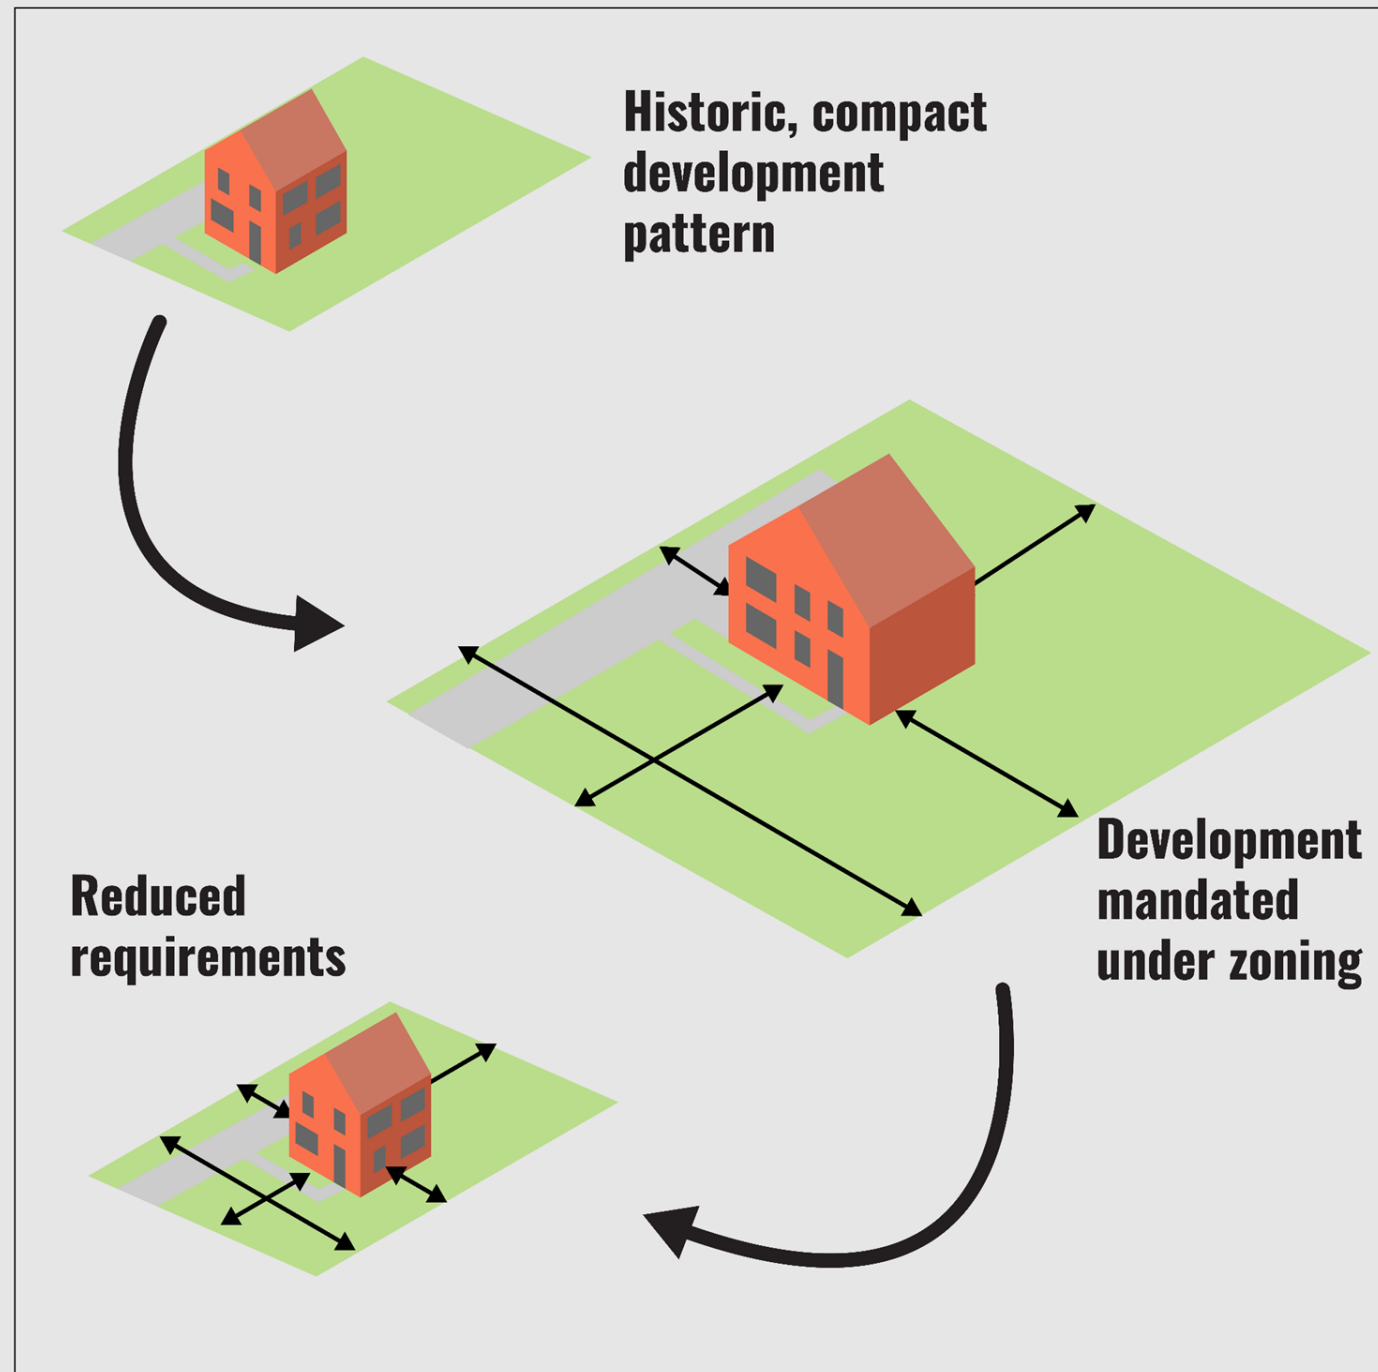 Historic, compact
development
pattern
Development
mandated
under zoning
Reduced
requirements